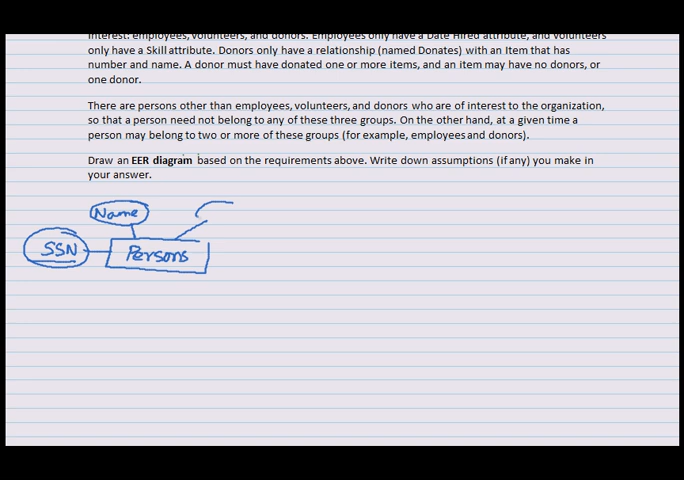 interest: employees, volunteers, and donors. Employees only have a Date Hired attribute, and volunteers
only have a Skill attribute. Donors only have a relationship (named Donates) with an Item that has
number and name. A donor must have donated one or more items, and an item may have no donors, or
one donor.
There are persons other than employees, volunteers, and donors who are of interest to the organization,
so that a person need not belong to any of these three groups. On the other hand, at a given time a
person may belong to two or more of these groups (for example, employees and donors).
Draw an EER diagram based on the requirements above. Write down assumptions (if any) you make in
your answer.
Name
SSN
Persons